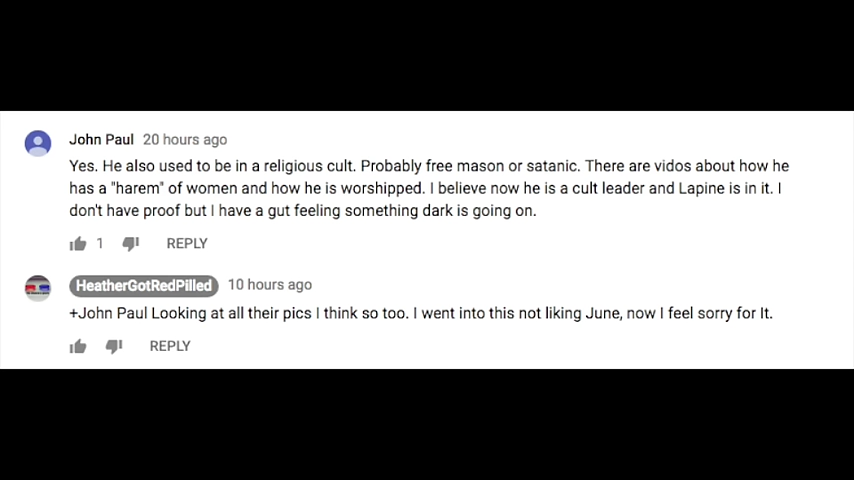 John Paul 20 hours ago
Yes. He also used to be in a religious cult. Probably free mason or satanic. There are vidos about how he
has a "harem" of women and how he is worshipped. I believe now he is a cult leader and Lapine is in it. I
don't have proof but I have a gut feeling something dark is going on.
1 REPLY
HeatherGotRedPilled 10 hours ago
+John Paul Looking at all their pics I think so too. I went into this not liking June, now I feel sorry for It.
REPLY